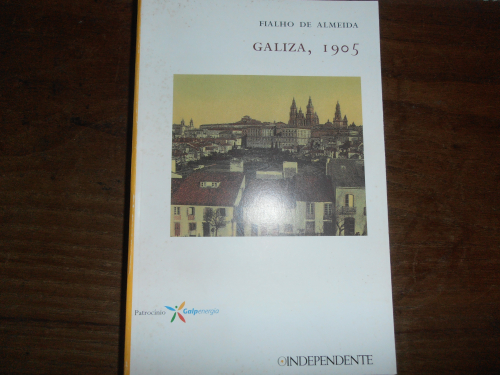 FIALHO DE ALMEIDA
GALIZA, 1905
Patrocínio Galpenergia
O INDEPENDENTE